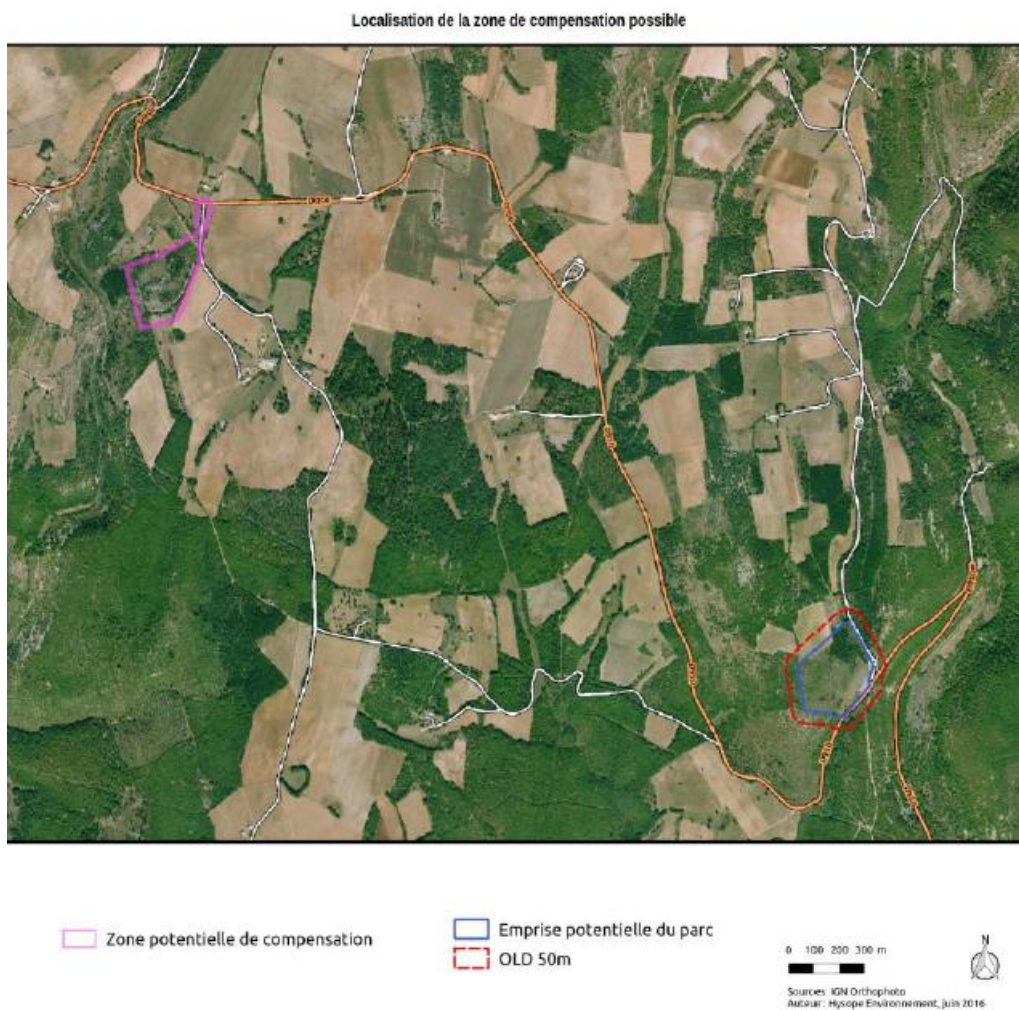 Localisation de la zone de compensation possible
Zone potentielle de compensation
Emprise potentielle du parc
OLD 50m
0 100 200 300 m
N
Sources: IGN Orthophoto
Auteur: Hysope Environnement, juin 2016